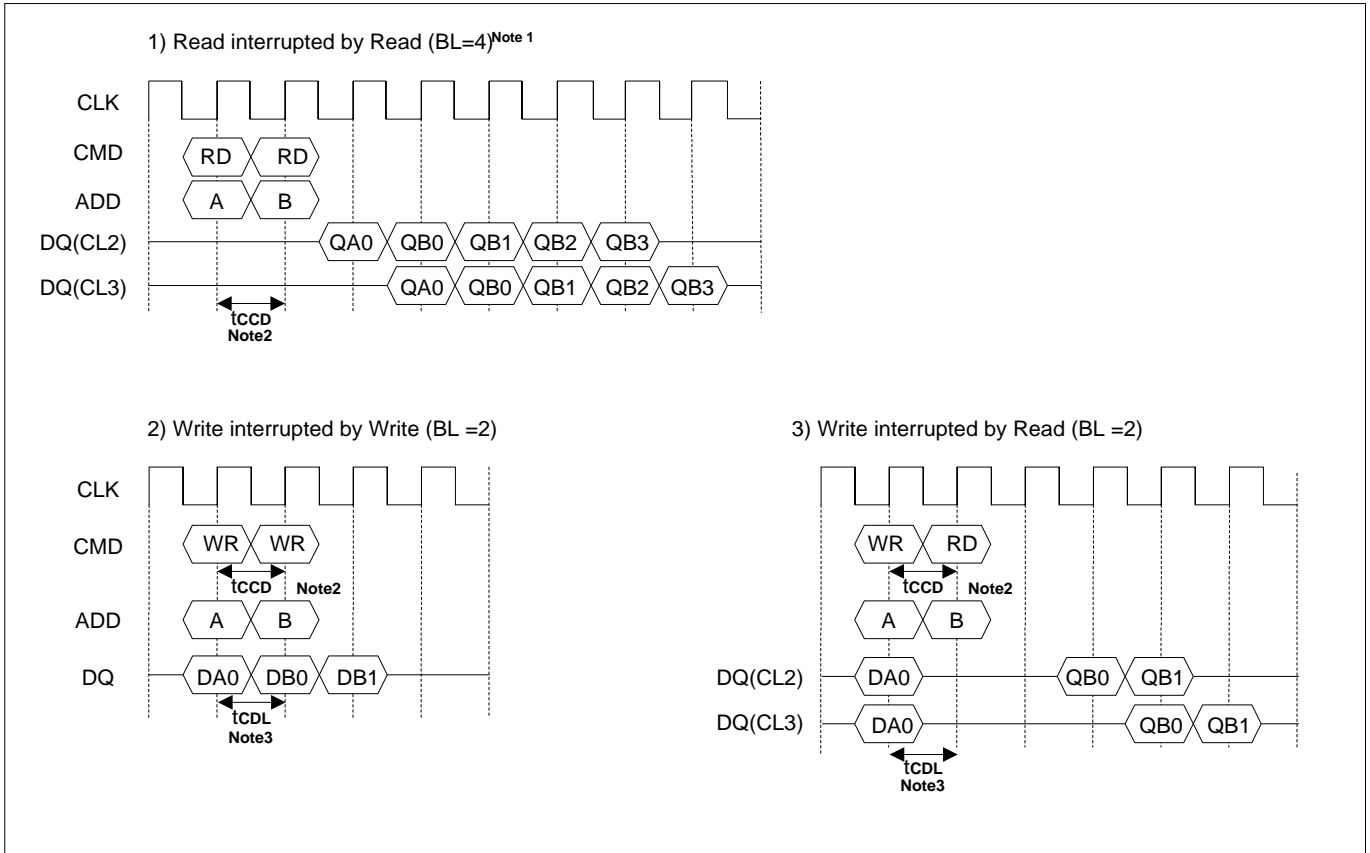 1) Read interrupted by Read (BL=4)Note 1
CLK
CMD RD RD
ADD A B
DQ(CL2) QA0 QB0 QB1 QB2 QB3
DQ(CL3) QA0 QB0 QB1 QB2 QB3
tCCD
Note2
2) Write interrupted by Write (BL =2)
CLK
CMD WR WR
tCCD Note2
ADD A B
DQ DA0 DB0 DB1
tCDL
Note3
3) Write interrupted by Read (BL =2)
CMD WR RD
tCCD Note2
A B
DQ(CL2) DA0 QB0 QB1
DQ(CL3) DA0 QB0 QB1
tCDL
Note3